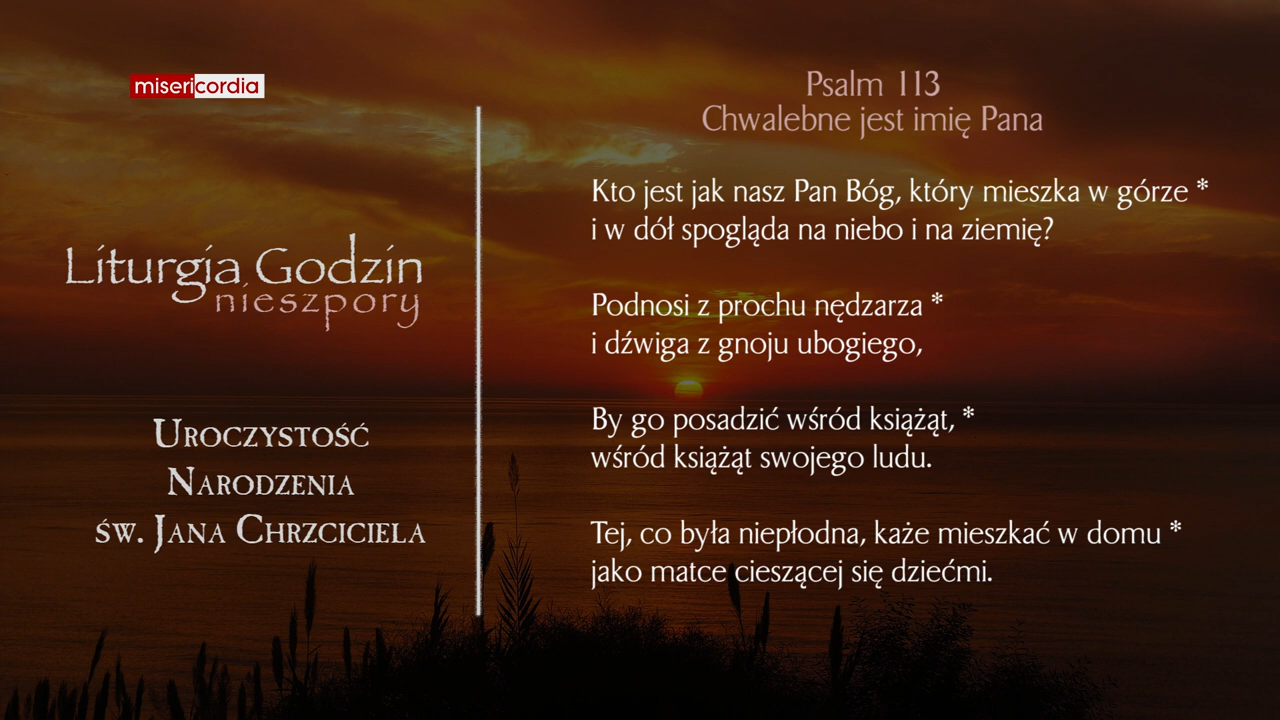 misericordia
Liturgia Godzin
nieszpory
Uroczystość
Narodzenia
św. Jana Chrzciciela
Psalm 113
Chwalebne jest imię Pana
Kto jest jak nasz Pan Bóg, który mieszka w górze *
i w dół spogląda na niebo i na ziemię?
Podnosi z prochu nędzarza *
i dźwiga z gnoju ubogiego,
By go posadzić wśród książąt, *
wśród książąt swojego ludu.
Tej, co była niepłodna, każe mieszkać w domu *
jako matce cieszącej się dziećmi.